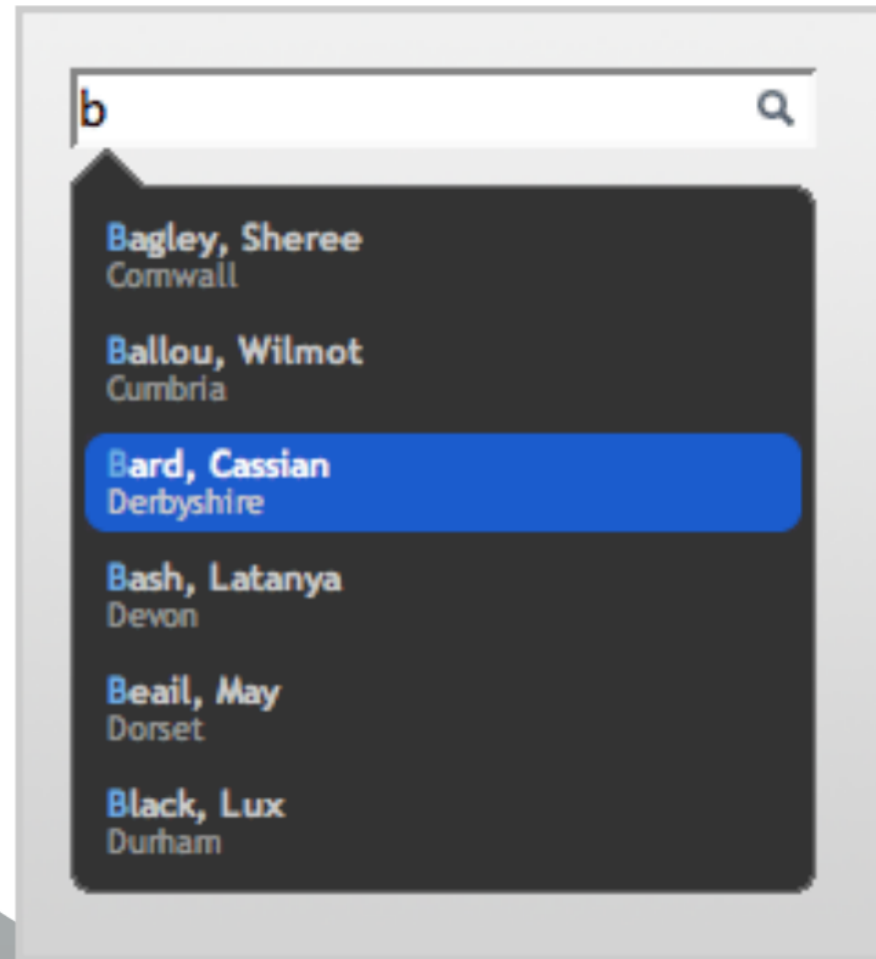 b
Bagley, Sheree
Cornwall
Ballou, Wilmot
Cumbria
Bard, Cassian
Derbyshire
Bash, Latanya
Devon
Beail, May
Dorset
Black, Lux
Durham